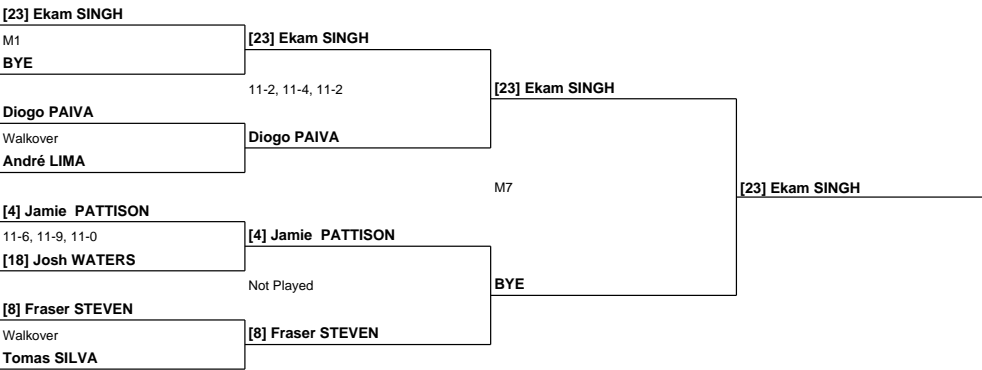 [23] Ekam SINGH
M1
BYE
[23] Ekam SINGH
11-2, 11-4, 11-2
Diogo PAIVA
Walkover
André LIMA
Diogo PAIVA
[23] Ekam SINGH
M7
[23] Ekam SINGH
[4] Jamie PATTISON
11-6, 11-9, 11-0
[18] Josh WATERS
[4] Jamie PATTISON
Not Played
BYE
[8] Fraser STEVEN
Walkover
Tomas SILVA
[8] Fraser STEVEN